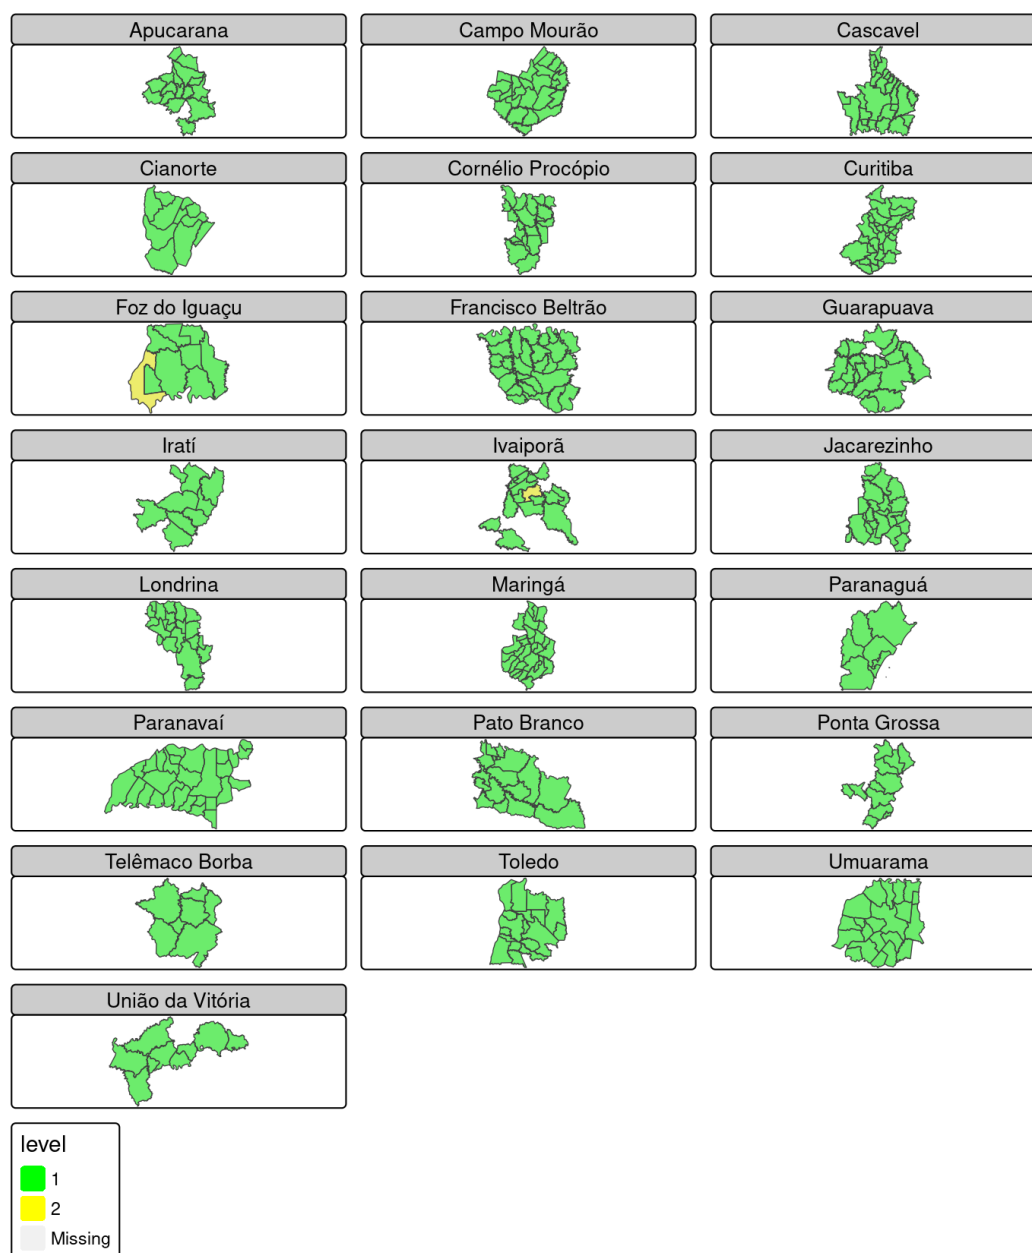 Apucarana
Campo Mourão
Cascavel
Cianorte
Cornélio Procópio
Curitiba
Foz do Iguaçu
Francisco Beltrão
Guarapuava
Iratí
Ivaiporã
Jacarezinho
Londrina
Maringá
Paranaguá
Paranavaí
Pato Branco
Ponta Grossa
Telêmaco Borba
Toledo
Umuarama
União da Vitória
level
1
2
Missing